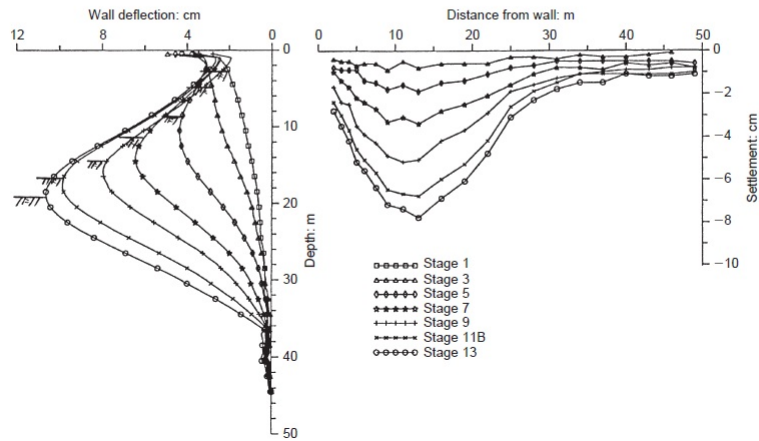 Wall deflection: cm
12 8 4 0
0
10
20
30
40
50
Depth: m
Distance from wall: m
0 10 20 30 40 50
0
−2
−4
−6
−8
−10
Settlement: cm
Stage 1
Stage 3
Stage 5
Stage 7
Stage 9
Stage 11B
Stage 13